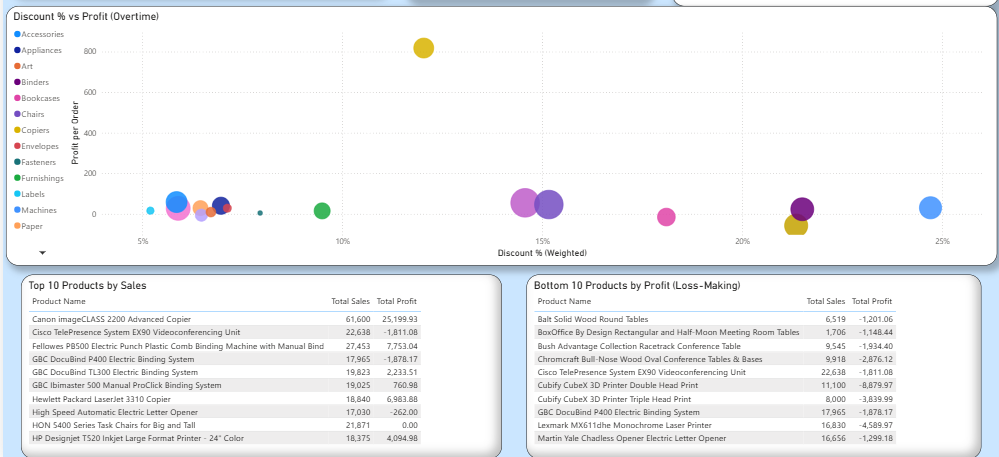 Discount % vs Profit (Overtime)
Accessories
Appliances
Art
Binders
Bookcases
Chairs
Copiers
Envelopes
Fasteners
Furnishings
Labels
Machines
Paper
Profit per Order
800
600
400
200
0
5%
10%
15%
20%
25%
Discount % (Weighted)
Top 10 Products by Sales
Product Name Total Sales Total Profit
Canon imageCLASS 2200 Advanced Copier 61,600 25,199.93
Cisco TelePresence System EX90 Videoconferencing Unit 22,638 -1,811.08
Fellowes PB500 Electric Punch Plastic Comb Binding Machine with Manual Bind 27,453 7,753.04
GBC DocuBind P400 Electric Binding System 17,965 -1,878.17
GBC DocuBind TL300 Electric Binding System 19,823 2,233.51
GBC Ibimaster 500 Manual ProClick Binding System 19,025 760.98
Hewlett Packard LaserJet 3310 Copier 18,840 6,983.88
High Speed Automatic Electric Letter Opener 17,030 -262.00
HON 5400 Series Task Chairs for Big and Tall 21,871 0.00
HP Designjet T520 Inkjet Large Format Printer - 24" Color 18,375 4,094.98
Bottom 10 Products by Profit (Loss-Making)
Product Name Total Sales Total Profit
Balt Solid Wood Round Tables 6,519 -1,201.06
BoxOffice By Design Rectangular and Half-Moon Meeting Room Tables 1,706 -1,148.44
Bush Advantage Collection Racetrack Conference Table 9,545 -1,934.40
Chromcraft Bull-Nose Wood Oval Conference Tables & Bases 9,918 -2,876.12
Cisco TelePresence System EX90 Videoconferencing Unit 22,638 -1,811.08
Cubify CubeX 3D Printer Double Head Print 11,100 -8,879.97
Cubify CubeX 3D Printer Triple Head Print 8,000 -3,839.99
GBC DocuBind P400 Electric Binding System 17,965 -1,878.17
Lexmark MX611dhe Monochrome Laser Printer 16,830 -4,589.97
Martin Yale Chadless Opener Electric Letter Opener 16,656 -1,299.18